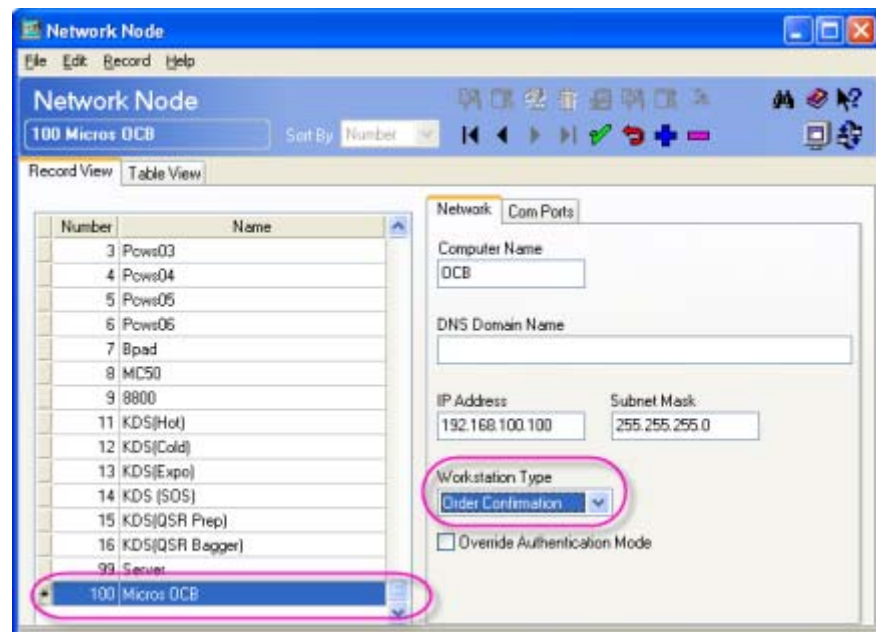 Network Node
File Edit Record Help
Network Node
100 Micros OCB Sort By Number
Record View Table View
Number Name
3 Pcws03
4 Pcws04
5 Pcws05
6 Pcws06
7 Bpad
8 MC50
9 8800
11 KDS(Hot)
12 KDS(Cold)
13 KDS(Expo)
14 KDS (SOS)
15 KDS(QSR Prep)
16 KDS(QSR Bagger)
99 Server
100 Micros OCB
Network Com Ports
Computer Name
OCB
DNS Domain Name
IP Address Subnet Mask
192.168.100.100 255.255.255.0
Workstation Type
Order Confirmation
Override Authentication Mode